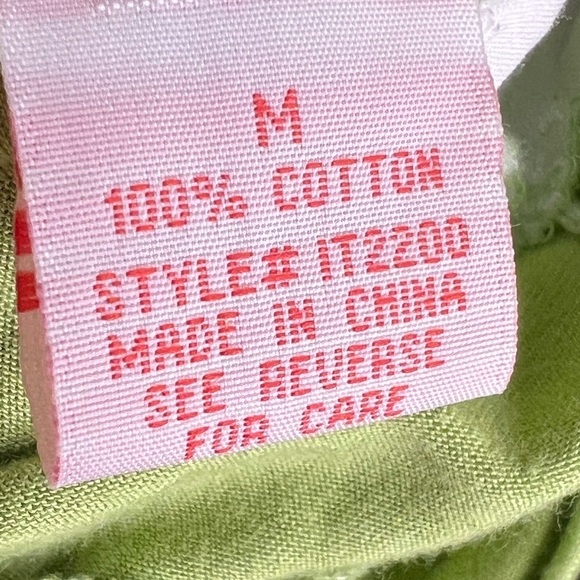 M
100% COTTON
STYLE# IT2200
MADE IN CHINA
SEE REVERSE
FOR CARE